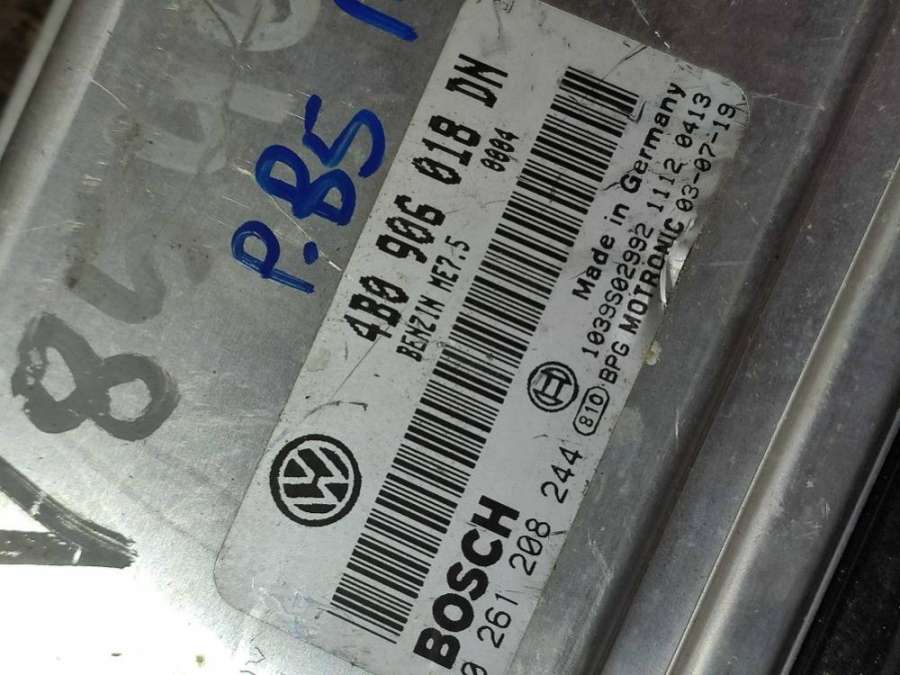 P.B5
4B0 906 018 DN
BENZIN ME7.5 0004
Made in Germany
1039S02992 1112 0413
810 BPG MOTRONIC 03-07-19
BOSCH
0 261 208 244